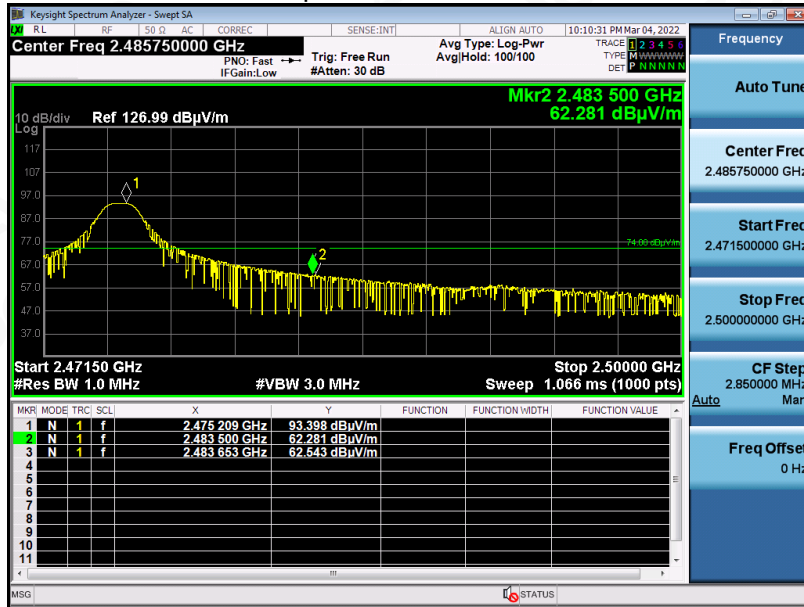 Keysight Spectrum Analyzer - Swept SA
LXI RL RF 50 Ω AC CORREC SENSE:INT ALIGN AUTO 10:10:31 PM Mar 04, 2022
Center Freq 2.485750000 GHz
PNO: Fast
IFGain:Low
Trig: Free Run
#Atten: 30 dB
Avg Type: Log-Pwr
Avg|Hold: 100/100
TRACE 1 2 3 4 5 6
TYPE M W W W W W
DET P N N N N N
Mkr2 2.483 500 GHz
62.281 dBµV/m
10 dB/div Ref 126.99 dBµV/m
Log
117
107
97.0
87.0
77.0
67.0
57.0
47.0
37.0
1
2
74.00 dBµV/m
Start 2.47150 GHz Stop 2.50000 GHz
#Res BW 1.0 MHz #VBW 3.0 MHz Sweep 1.066 ms (1000 pts)
MKR MODE TRC SCL X Y FUNCTION FUNCTION WIDTH FUNCTION VALUE
1 N 1 f 2.475 209 GHz 93.398 dBµV/m
2 N 1 f 2.483 500 GHz 62.281 dBµV/m
3 N 1 f 2.483 653 GHz 62.543 dBµV/m
4
5
6
7
8
9
10
11
MSG STATUS
Frequency
Auto Tune
Center Freq
2.485750000 GHz
Start Freq
2.471500000 GHz
Stop Freq
2.500000000 GHz
CF Step
2.850000 MHz
Auto Man
Freq Offset
0 Hz